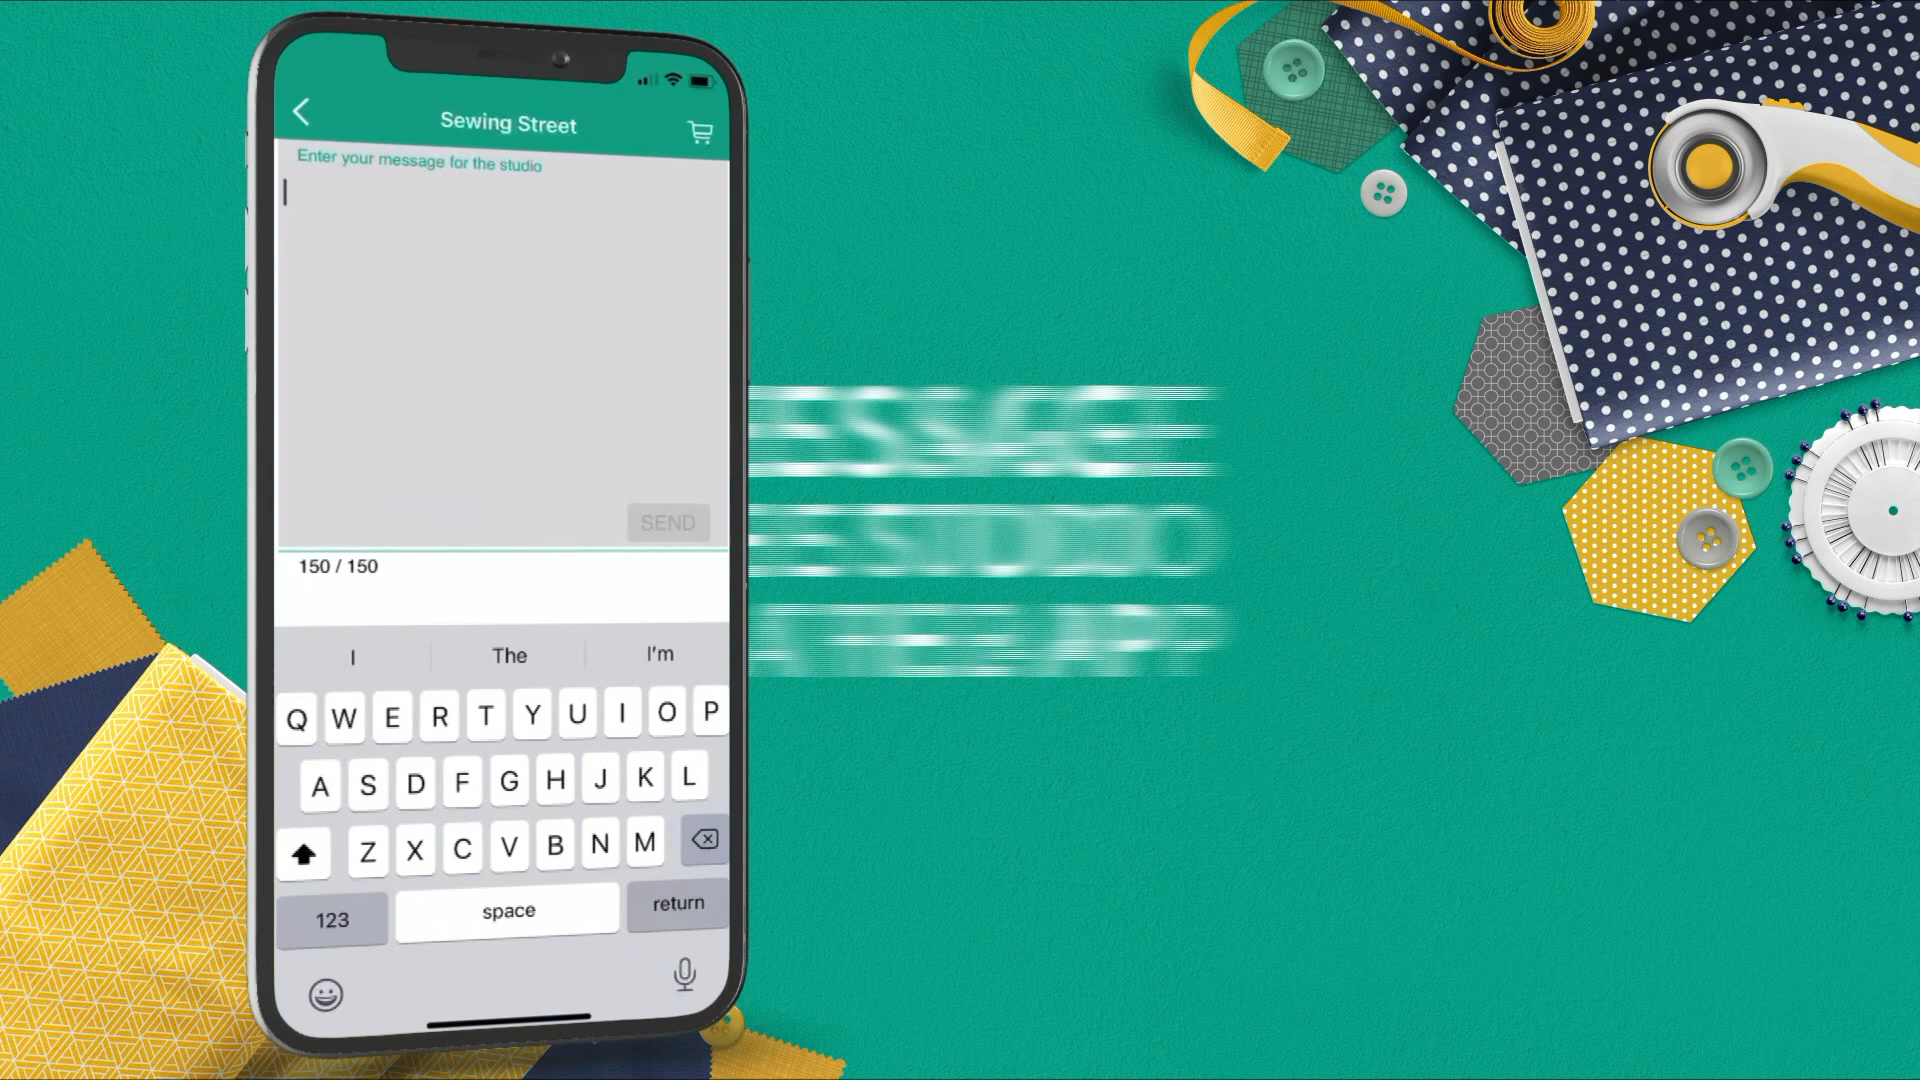 Sewing Street
Enter your message for the studio
SEND
150 / 150
I The I'm
Q W E R T Y U I O P
A S D F G H J K L
Z X C V B N M
123 space return